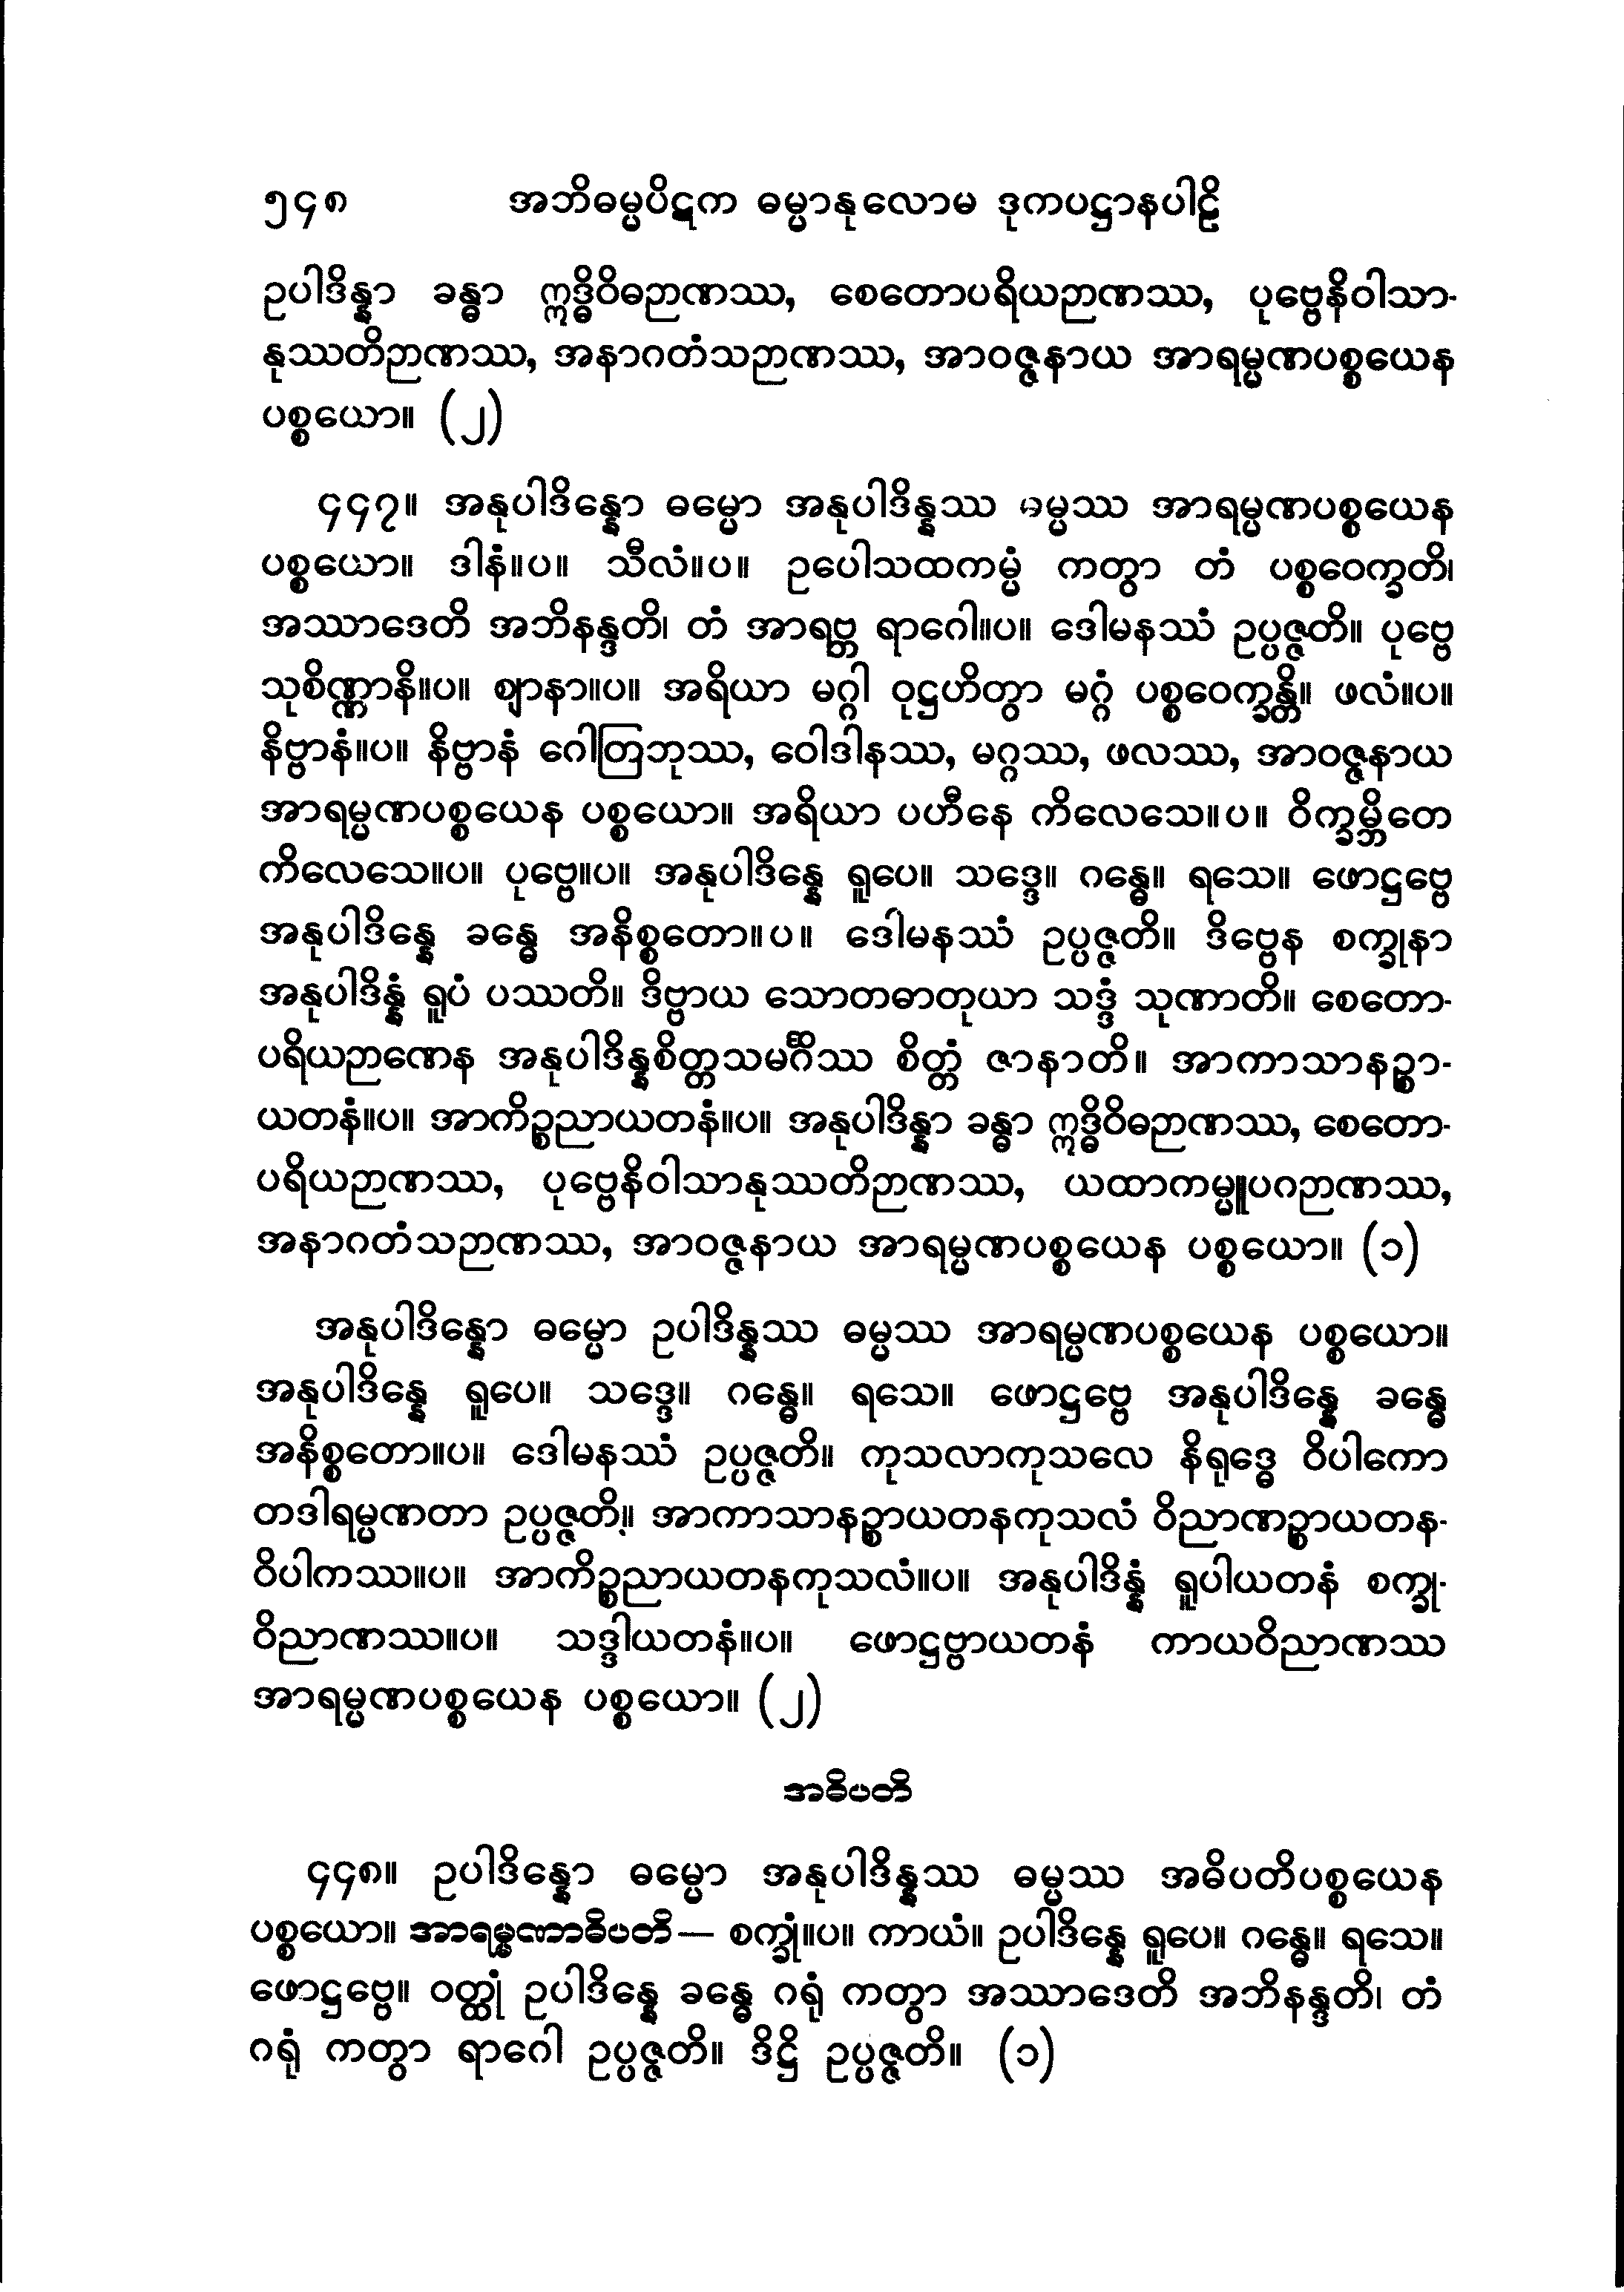 ၅၄၈ အဘိဓမ္မပိဋက ဓမ္မာနုလောမ ဒုကပဋ္ဌာနပါဠိ
ဥပါဒိန္နာ ခန္ဓာ ဣဒ္ဓိဝိဓဉာဏဿ, စေတောပရိယဉာဏဿ, ပုဗ္ဗေနိဝါသာ-
နုဿတိဉာဏဿ, အနာဂတံသဉာဏဿ, အာဝဇ္ဇနာယ အာရမ္မဏပစ္စယေန
ပစ္စယော။ (၂)
၄၄၇။ အနုပါဒိန္နော ဓမ္မော အနုပါဒိန္နဿ ဓမ္မဿ အာရမ္မဏပစ္စယေန
ပစ္စယော။ ဒါနံ။ပ။ သီလံ။ပ။ ဥပေါသထကမ္မံ ကတွာ တံ ပစ္စဝေက္ခတိ၊
အဿာဒေတိ အဘိနန္ဒတိ၊ တံ အာရဗ္ဘ ရာဂေါ။ပ။ ဒေါမနဿံ ဥပ္ပဇ္ဇတိ။ ပုဗ္ဗေ
သုစိဏ္ဏာနိ။ပ။ ဈာနာ။ပ။ အရိယာ မဂ္ဂါ ဝုဋ္ဌဟိတွာ မဂ္ဂံ ပစ္စဝေက္ခန္တိ။ ဖလံ။ပ။
နိဗ္ဗာနံ။ပ။ နိဗ္ဗာနံ ဂေါတြဘုဿ, ဝေါဒါနဿ, မဂ္ဂဿ, ဖလဿ, အာဝဇ္ဇနာယ
အာရမ္မဏပစ္စယေန ပစ္စယော။ အရိယာ ပဟီနေ ကိလေသေ။ပ။ ဝိက္ခမ္ဘိတေ
ကိလေသေ။ပ။ ပုဗ္ဗေ။ပ။ အနုပါဒိန္နေ ရူပေ။ သဒ္ဒေ။ ဂန္ဓေ။ ရသေ။ ဖောဋ္ဌဗ္ဗေ
အနုပါဒိန္နေ ခန္ဓေ အနိစ္စတော။ပ။ ဒေါမနဿံ ဥပ္ပဇ္ဇတိ။ ဒိဗ္ဗေန စက္ခုနာ
အနုပါဒိန္နံ ရူပံ ပဿတိ။ ဒိဗ္ဗာယ သောတဓာတုယာ သဒ္ဒံ သုဏာတိ။ စေတော-
ပရိယဉာဏေန အနုပါဒိန္နစိတ္တသမင်္ဂိဿ စိတ္တံ ဇာနာတိ။ အာကာသာနဉ္စာ-
ယတနံ။ပ။ အာကိဉ္စညာယတနံ။ပ။ အနုပါဒိန္နာ ခန္ဓာ ဣဒ္ဓိဝိဓဉာဏဿ, စေတော-
ပရိယဉာဏဿ, ပုဗ္ဗေနိဝါသာနုဿတိဉာဏဿ, ယထာကမ္မူပဂဉာဏဿ,
အနာဂတံသဉာဏဿ, အာဝဇ္ဇနာယ အာရမ္မဏပစ္စယေန ပစ္စယော။ (၁)
အနုပါဒိန္နော ဓမ္မော ဥပါဒိန္နဿ ဓမ္မဿ အာရမ္မဏပစ္စယေန ပစ္စယော။
အနုပါဒိန္နေ ရူပေ။ သဒ္ဒေ။ ဂန္ဓေ။ ရသေ။ ဖောဋ္ဌဗ္ဗေ အနုပါဒိန္နေ ခန္ဓေ
အနိစ္စတော။ပ။ ဒေါမနဿံ ဥပ္ပဇ္ဇတိ။ ကုသလာကုသလေ နိရုဒ္ဓေ ဝိပါကော
တဒါရမ္မဏတာ ဥပ္ပဇ္ဇတိ။ အာကာသာနဉ္စာယတနကုသလံ ဝိညာဏဉ္စာယတန-
ဝိပါကဿ။ပ။ အာကိဉ္စညာယတနကုသလံ။ပ။ အနုပါဒိန္နံ ရူပါယတနံ စက္ခု-
ဝိညာဏဿ။ပ။ သဒ္ဒါယတနံ။ပ။ ဖောဋ္ဌဗ္ဗာယတနံ ကာယဝိညာဏဿ
အာရမ္မဏပစ္စယေန ပစ္စယော။ (၂)
အဓိပတိ
၄၄၈။ ဥပါဒိန္နော ဓမ္မော အနုပါဒိန္နဿ ဓမ္မဿ အဓိပတိပစ္စယေန
ပစ္စယော။ အာရမ္မဏာဓိပတိ— စက္ခုံ။ပ။ ကာယံ။ ဥပါဒိန္နေ ရူပေ။ ဂန္ဓေ။ ရသေ။
ဖောဋ္ဌဗ္ဗေ။ ဝတ္ထုံ ဥပါဒိန္နေ ခန္ဓေ ဂရုံ ကတွာ အဿာဒေတိ အဘိနန္ဒတိ၊ တံ
ဂရုံ ကတွာ ရာဂေါ ဥပ္ပဇ္ဇတိ။ ဒိဋ္ဌိ ဥပ္ပဇ္ဇတိ။ (၁)